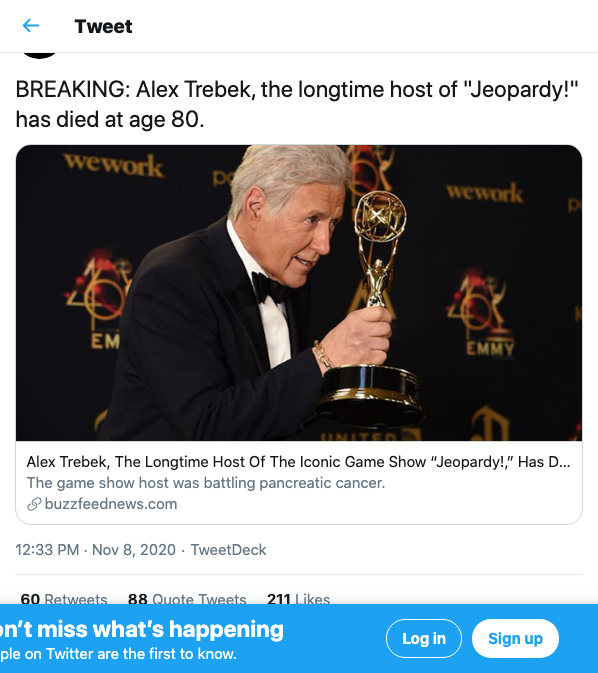 Tweet
BREAKING: Alex Trebek, the longtime host of "Jeopardy!"
has died at age 80.
wework
wework
EM
EMMY
UNITED
Alex Trebek, The Longtime Host Of The Iconic Game Show “Jeopardy!,” Has D...
The game show host was battling pancreatic cancer.
buzzfeednews.com
12:33 PM · Nov 8, 2020 · TweetDeck
60 Retweets 88 Quote Tweets 211 Likes
on’t miss what’s happening
ple on Twitter are the first to know.
Log in
Sign up